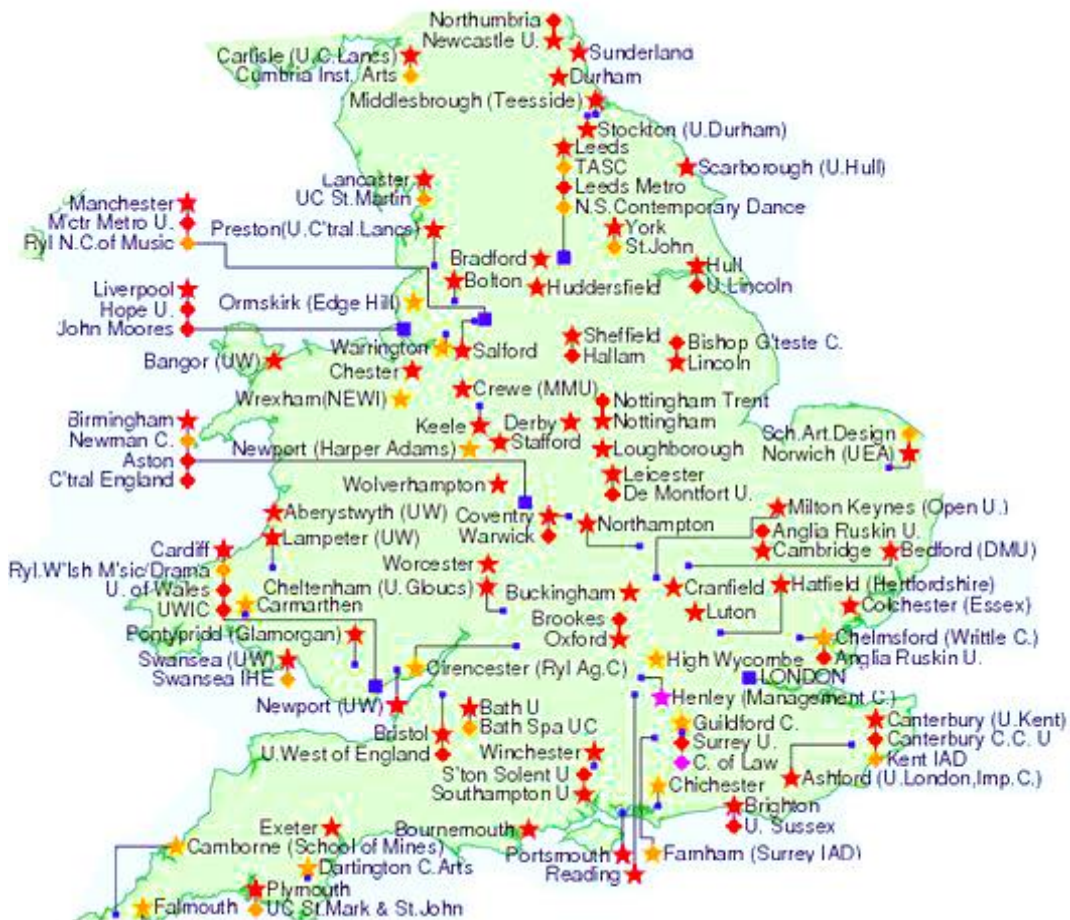 Northumbria
Newcastle U.
Sunderland
Carlisle (U.C.Lancs)
Cumbria Inst. Arts
Durham
Middlesbrough (Teesside)
Stockton (U.Durham)
Leeds
TASC
Scarborough (U.Hull)
Lancaster
Leeds Metro
UC St.Martin
N.S.Contemporary Dance
Manchester
M'ctr Metro U.
Ryl N.C.of Music
Preston(U.C'tral.Lancs)
York
St.John
Bradford
Hull
Bolton
Huddersfield
U.Lincoln
Liverpool
Hope U.
John Moores
Ormskirk (Edge Hill)
Sheffield
Hallam
Bishop G'teste C.
Lincoln
Warrington
Salford
Bangor (UW)
Chester
Crewe (MMU)
Wrexham(NEWI)
Nottingham Trent
Nottingham
Birmingham
Newman C.
Aston
C'tral England
Keele
Derby
Stafford
Sch.Art.Design
Norwich (UEA)
Newport (Harper Adams)
Loughborough
Leicester
De Montfort U.
Wolverhampton
Milton Keynes (Open U.)
Aberystwyth (UW)
Coventry
Warwick
Northampton
Anglia Ruskin U.
Lampeter (UW)
Cambridge
Bedford (DMU)
Cardiff
Ryl.W'lsh M'sic/Drama
U. of Wales
UWIC
Worcester
Cheltenham (U.Gloucs)
Buckingham
Cranfield
Hatfield (Hertfordshire)
Carmarthen
Luton
Colchester (Essex)
Brookes
Oxford
Pontypridd (Glamorgan)
Chelmsford (Writtle C.)
Anglia Ruskin U.
Swansea (UW)
Swansea IHE
Cirencester (Ryl Ag.C)
High Wycombe
LONDON
Newport (UW)
Henley (Management C.)
Bath U
Bath Spa UC
Bristol
U.West of England
Guildford C.
Surrey U.
C. of Law
Canterbury (U.Kent)
Canterbury C.C. U
Kent IAD
Winchester
S'ton Solent U
Southampton U
Ashford (U.London,Imp.C.)
Chichester
Brighton
U. Sussex
Exeter
Bournemouth
Camborne (School of Mines)
Portsmouth
Reading
Farnham (Surrey IAD)
Dartington C.Arts
Plymouth
Falmouth
UC St.Mark & St.John